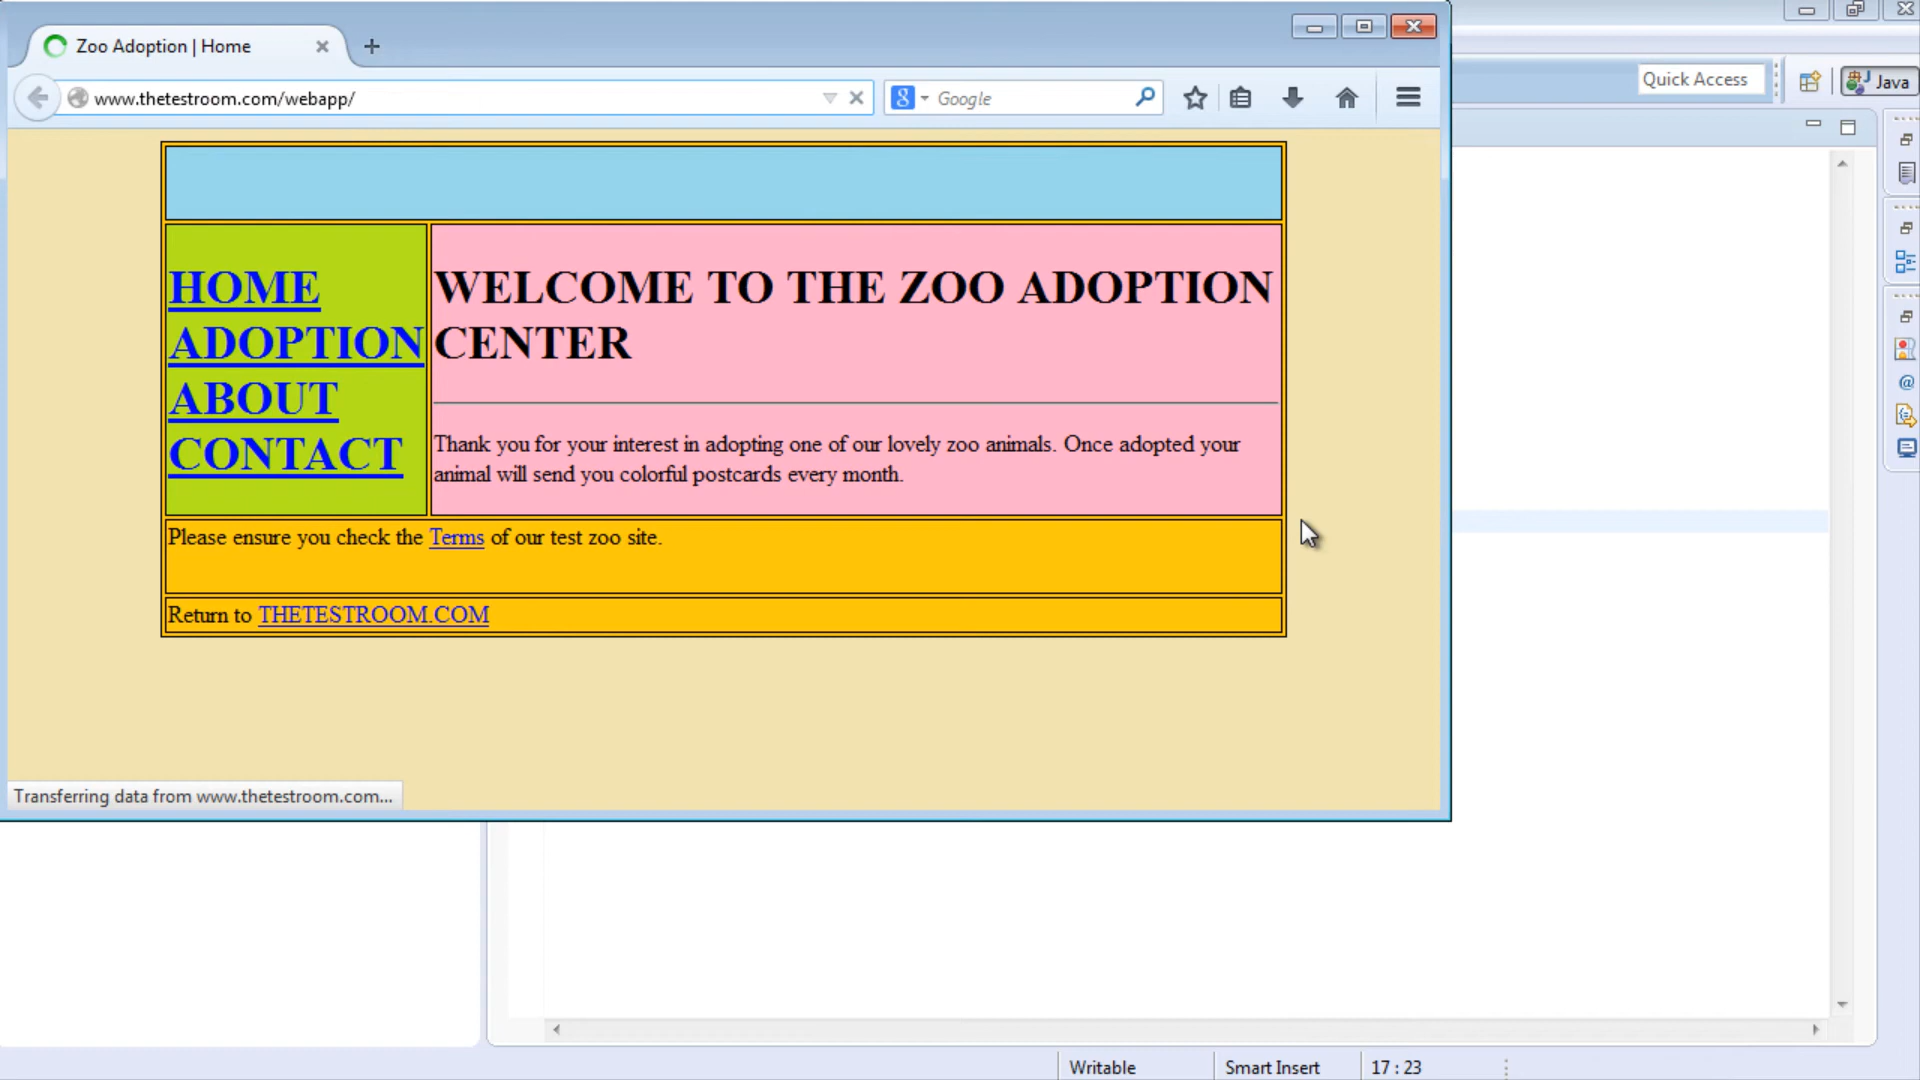 Zoo Adoption | Home
www.thetestroom.com/webapp/
Google
Quick Access
Java
HOME
ADOPTION
ABOUT
CONTACT
WELCOME TO THE ZOO ADOPTION
CENTER
Thank you for your interest in adopting one of our lovely zoo animals. Once adopted your
animal will send you colorful postcards every month.
Please ensure you check the Terms of our test zoo site.
Return to THETESTROOM.COM
Transferring data from www.thetestroom.com...
Writable
Smart Insert
17 : 23